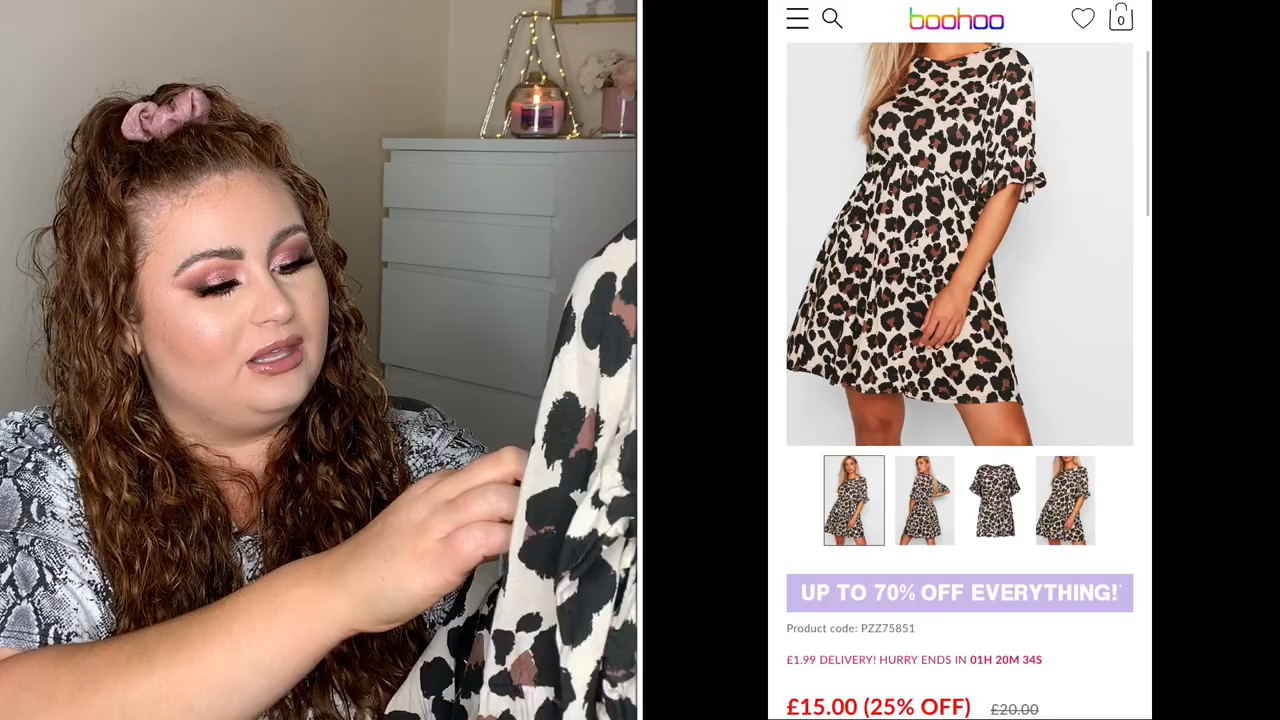 boohoo
0
UP TO 70% OFF EVERYTHING!*
Product code: PZZ75851
£1.99 DELIVERY! HURRY ENDS IN 01H 20M 34S
£15.00 (25% OFF) £20.00